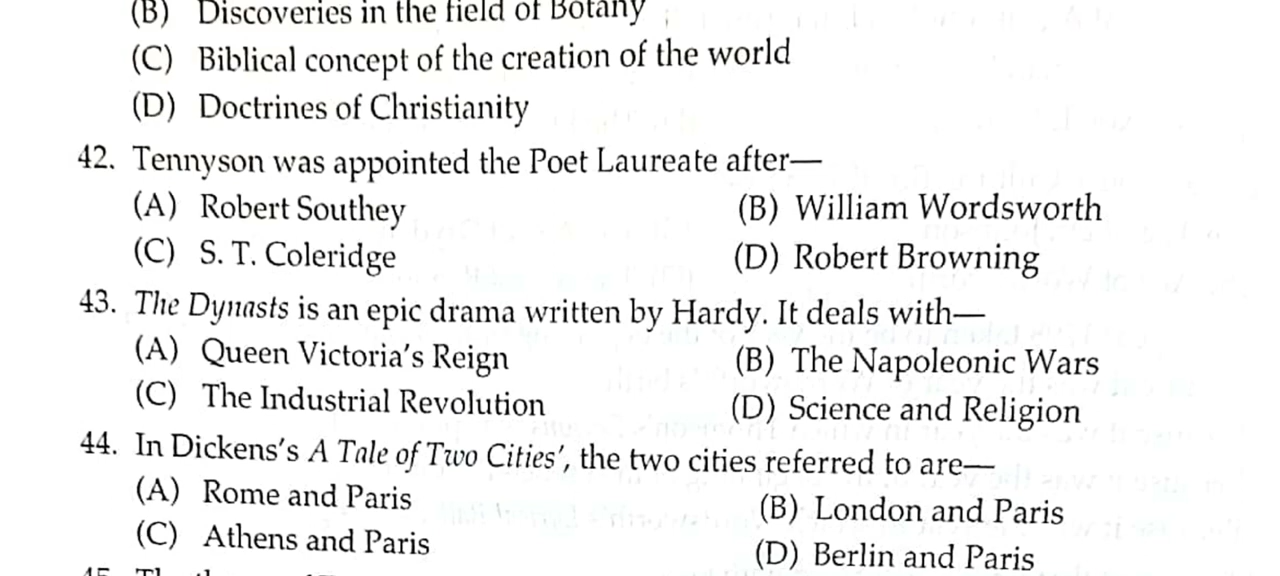 (B) Discoveries in the field of Botany
(C) Biblical concept of the creation of the world
(D) Doctrines of Christianity
42. Tennyson was appointed the Poet Laureate after—
(A) Robert Southey (B) William Wordsworth
(C) S. T. Coleridge (D) Robert Browning
43. The Dynasts is an epic drama written by Hardy. It deals with—
(A) Queen Victoria's Reign (B) The Napoleonic Wars
(C) The Industrial Revolution (D) Science and Religion
44. In Dickens's A Tale of Two Cities', the two cities referred to are—
(A) Rome and Paris (B) London and Paris
(C) Athens and Paris (D) Berlin and Paris
45.